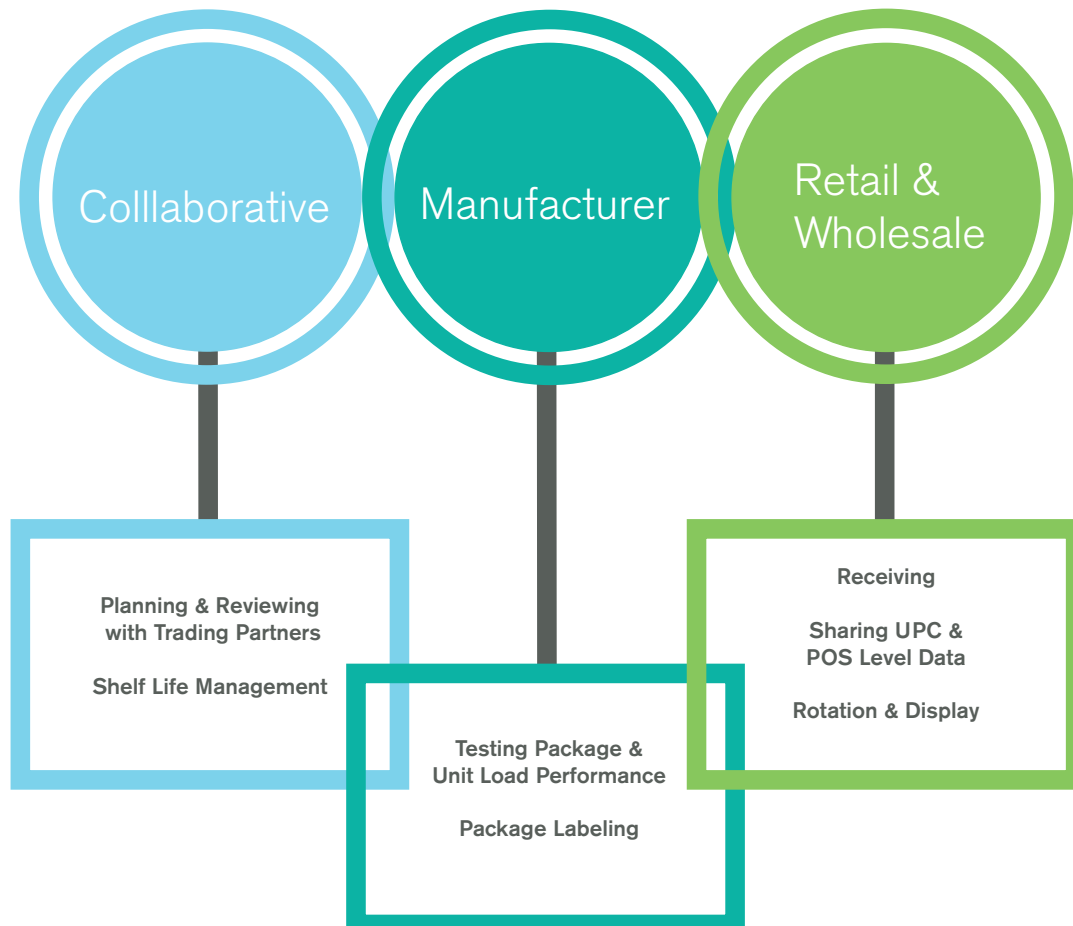 Colllaborative
Manufacturer
Retail &
Wholesale
Planning & Reviewing
with Trading Partners
Shelf Life Management
Testing Package &
Unit Load Performance
Package Labeling
Receiving
Sharing UPC &
POS Level Data
Rotation & Display